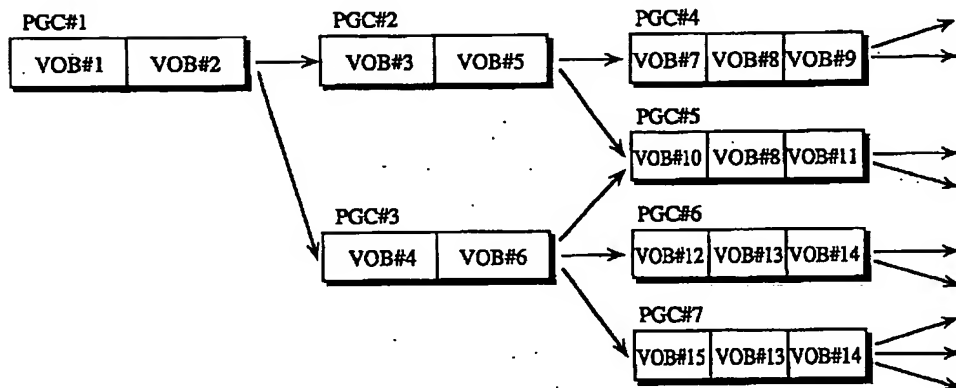 PGC#1
VOB#1 VOB#2
PGC#2
VOB#3 VOB#5
PGC#4
VOB#7 VOB#8 VOB#9
PGC#5
VOB#10 VOB#8 VOB#11
PGC#3
VOB#4 VOB#6
PGC#6
VOB#12 VOB#13 VOB#14
PGC#7
VOB#15 VOB#13 VOB#14